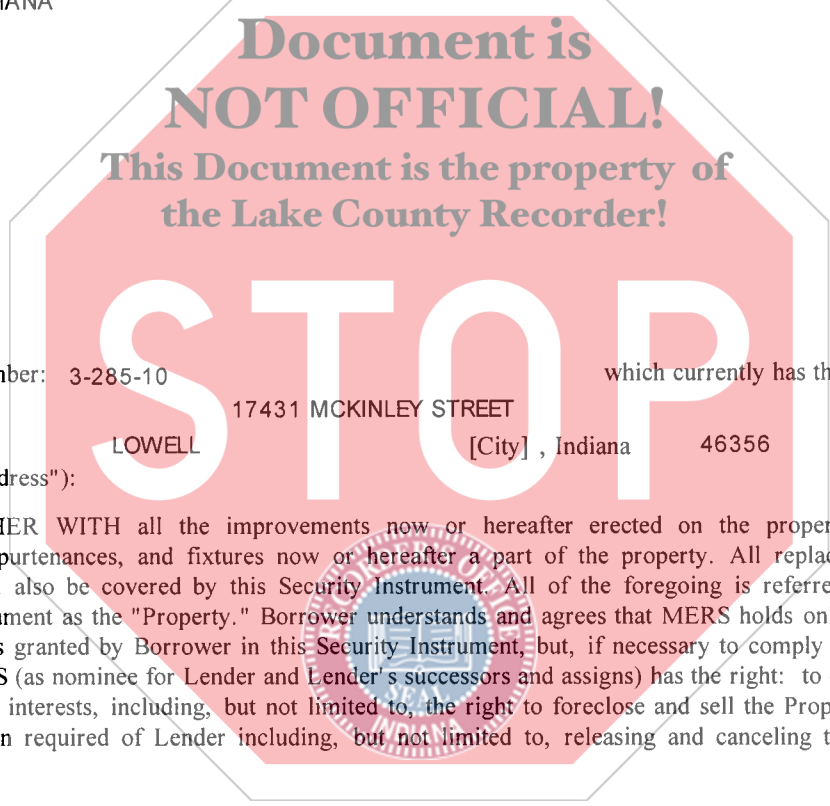 IANA
Document is
NOT OFFICIAL!
This Document is the property of
the Lake County Recorder!
STOP
ber: 3-285-10 which currently has th
17431 MCKINLEY STREET
LOWELL [City] , Indiana 46356
dress"):
ER WITH all the improvements now or hereafter erected on the proper
purtenances, and fixtures now or hereafter a part of the property. All replac
also be covered by this Security Instrument. All of the foregoing is referre
ument as the "Property." Borrower understands and agrees that MERS holds on
s granted by Borrower in this Security Instrument, but, if necessary to comply
S (as nominee for Lender and Lender's successors and assigns) has the right: to
interests, including, but not limited to, the right to foreclose and sell the Prop
n required of Lender including, but not limited to, releasing and canceling t
RECORDER'S OFFICE
SEAL
INDIANA